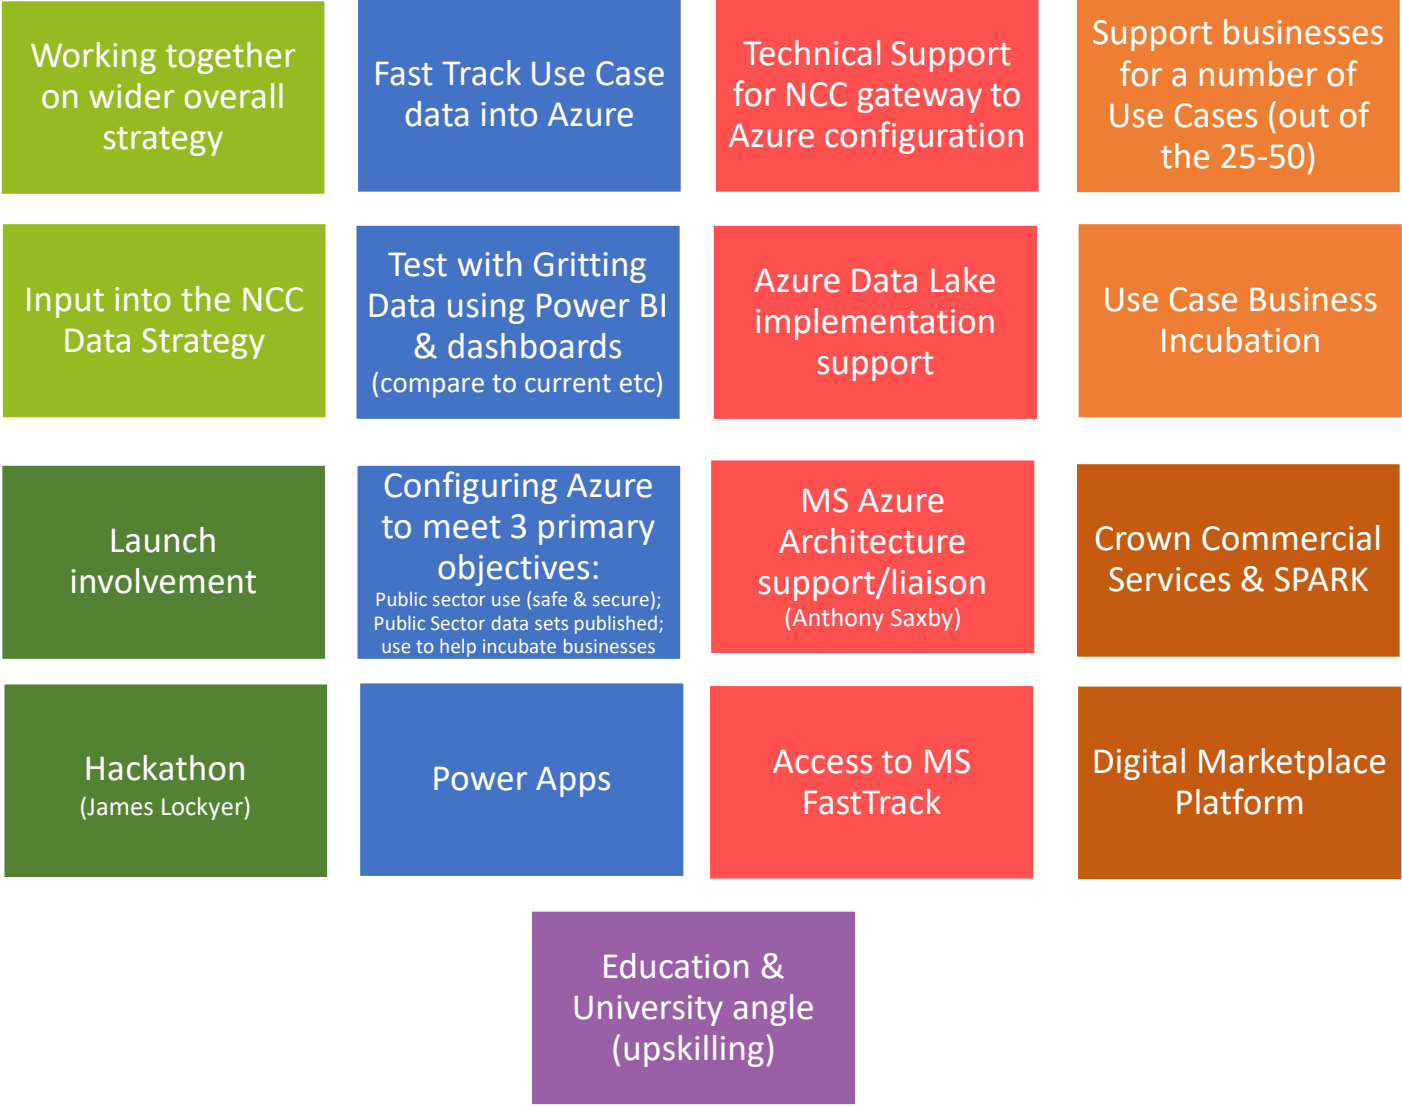 Working together
on wider overall
strategy
Fast Track Use Case
data into Azure
Technical Support
for NCC gateway to
Azure configuration
Support businesses
for a number of
Use Cases (out of
the 25-50)
Input into the NCC
Data Strategy
Test with Gritting
Data using Power BI
& dashboards
(compare to current etc)
Azure Data Lake
implementation
support
Use Case Business
Incubation
Launch
involvement
Configuring Azure
to meet 3 primary
objectives:
Public sector use (safe & secure);
Public Sector data sets published;
use to help incubate businesses
MS Azure
Architecture
support/liaison
(Anthony Saxby)
Crown Commercial
Services & SPARK
Hackathon
(James Lockyer)
Power Apps
Access to MS
FastTrack
Digital Marketplace
Platform
Education &
University angle
(upskilling)